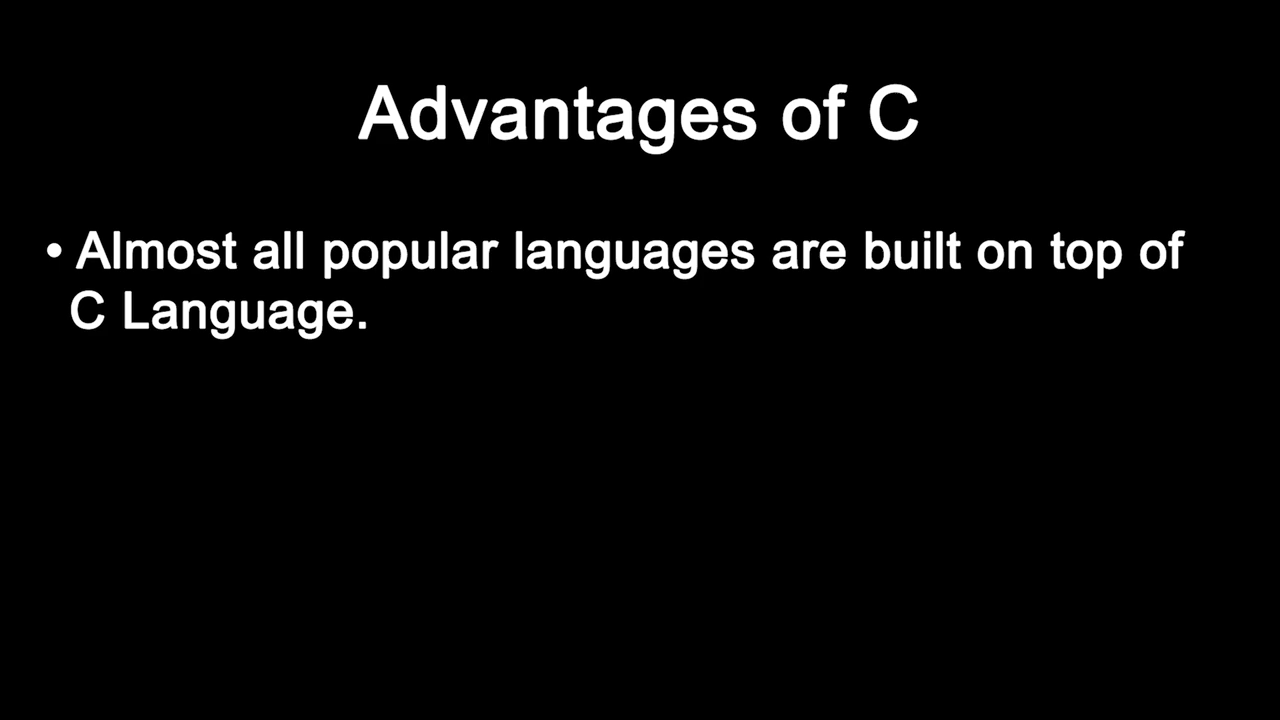 Advantages of C
• Almost all popular languages are built on top of
C Language.